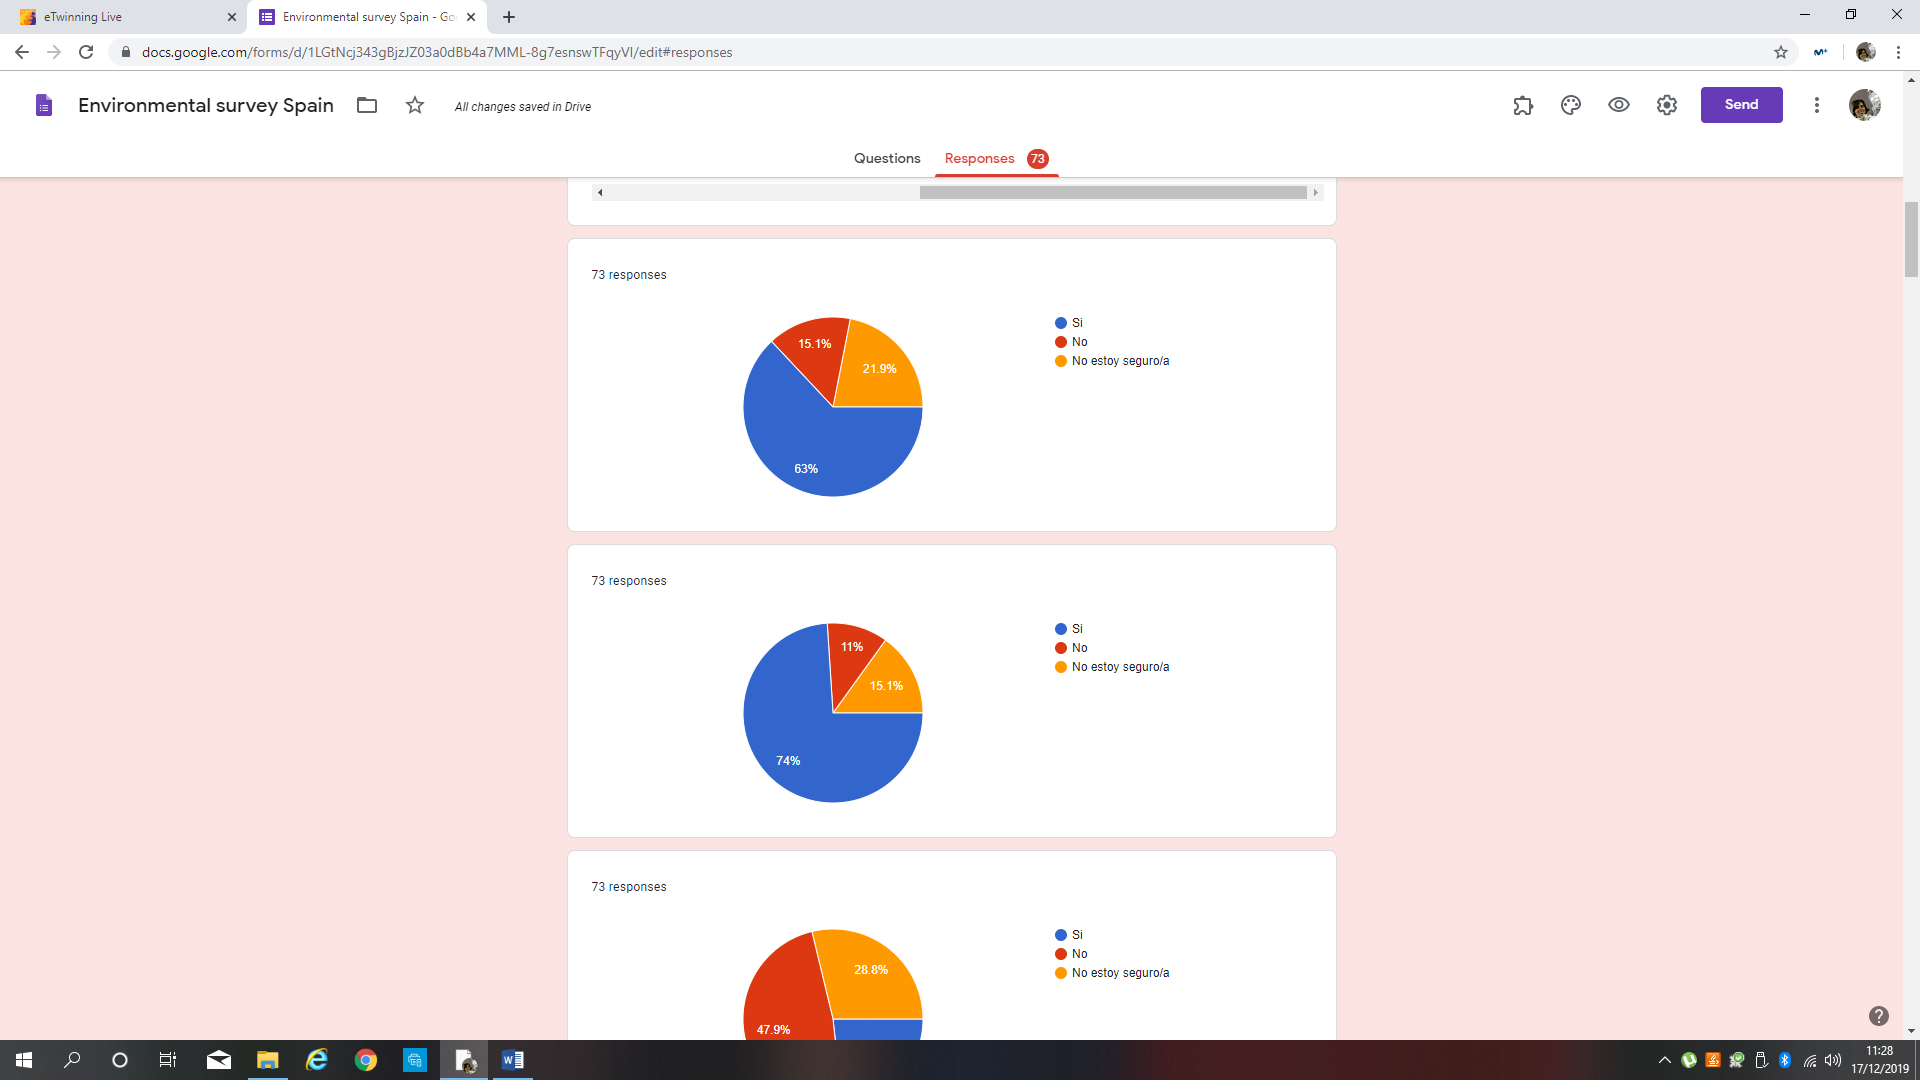 eTwinning Live
Environmental survey Spain - Go
docs.google.com/forms/d/1LGtNcj343gBjzJZ03a0dBb4a7MML-8g7esnswTFqyVI/edit#responses
Environmental survey Spain
All changes saved in Drive
Send
Questions
Responses 73
73 responses
15.1%
21.9%
63%
Si
No
No estoy seguro/a
73 responses
11%
15.1%
74%
Si
No
No estoy seguro/a
73 responses
28.8%
47.9%
Si
No
No estoy seguro/a
11:28
17/12/2019